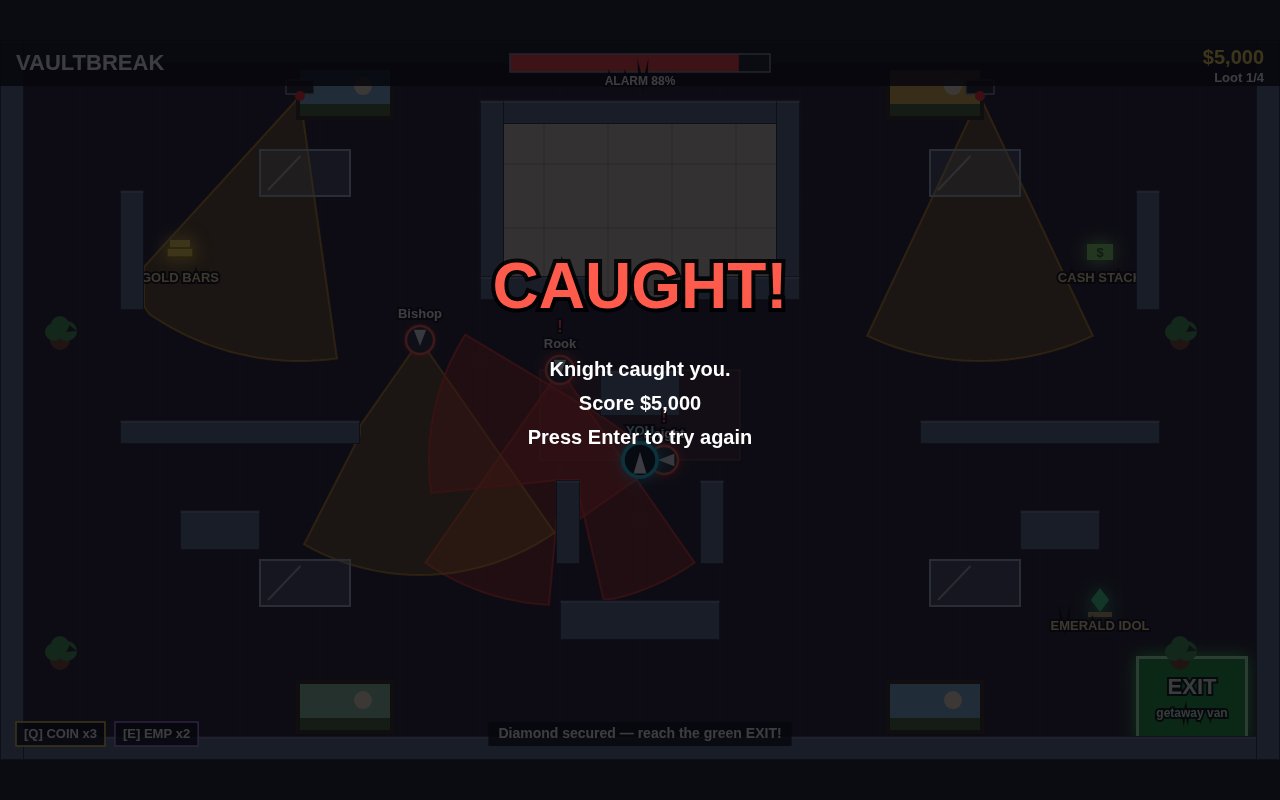 VAULTBREAK
ALARM 88%
$5,000
Loot 1/4
GOLD BARS
$
CASH STACK
CAUGHT!
Bishop
!
Rook
Knight caught you.
Score $5,000
YOU
Press Enter to try again
EMERALD IDOL
EXIT
getaway van
[Q] COIN x3
[E] EMP x2
Diamond secured — reach the green EXIT!